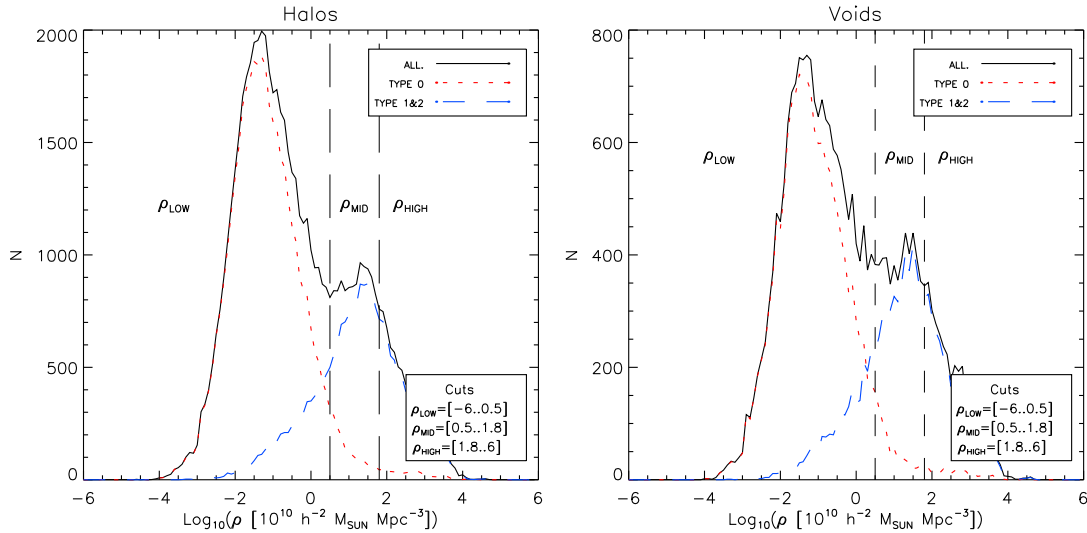 Halos
2000
1500
1000
500
0
N
ALL.
TYPE 0
TYPE 1&2
ρLOW
ρMID
ρHIGH
Cuts
ρLOW=[-6..0.5]
ρMID=[0.5..1.8]
ρHIGH=[1.8..6]
-6 -4 -2 0 2 4 6
Log10(ρ [10^10 h^-2 MSUN Mpc^-3])
Voids
800
600
400
200
0
N
ALL.
TYPE 0
TYPE 1&2
ρLOW
ρMID
ρHIGH
Cuts
ρLOW=[-6..0.5]
ρMID=[0.5..1.8]
ρHIGH=[1.8..6]
-6 -4 -2 0 2 4 6
Log10(ρ [10^10 h^-2 MSUN Mpc^-3])